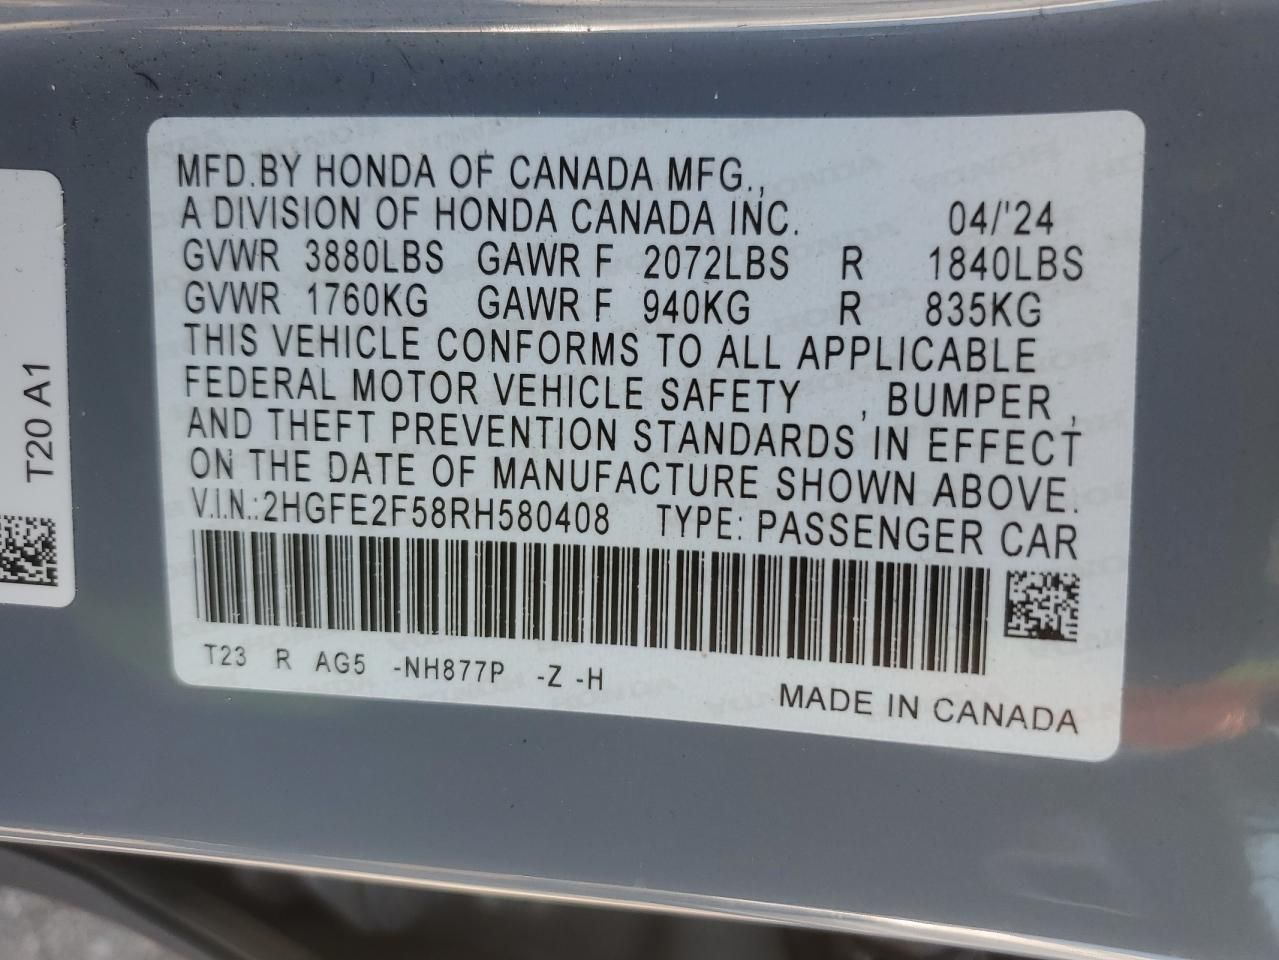 MFD.BY HONDA OF CANADA MFG.,
A DIVISION OF HONDA CANADA INC. 04/'24
GVWR 3880LBS GAWR F 2072LBS R 1840LBS
GVWR 1760KG GAWR F 940KG R 835KG
THIS VEHICLE CONFORMS TO ALL APPLICABLE
FEDERAL MOTOR VEHICLE SAFETY , BUMPER ,
AND THEFT PREVENTION STANDARDS IN EFFECT
ON THE DATE OF MANUFACTURE SHOWN ABOVE.
V.I.N.:2HGFE2F58RH580408 TYPE: PASSENGER CAR
T23 R AG5 -NH877P -Z -H
MADE IN CANADA
T20 A1